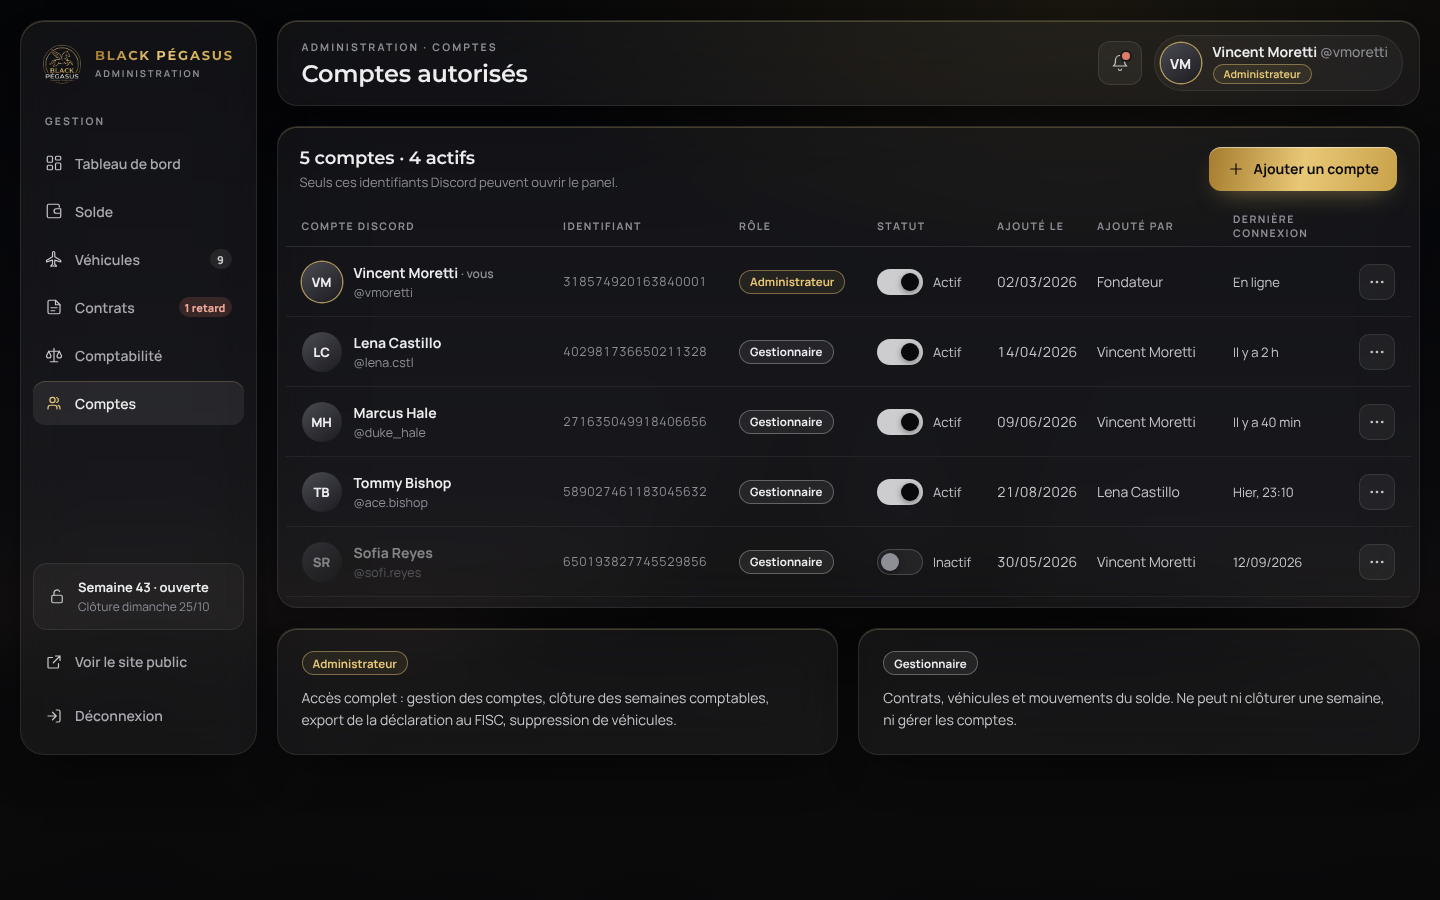 BLACK PÉGASUS
BLACK PÉGASUS
ADMINISTRATION
GESTION
Tableau de bord
Solde
Véhicules 9
Contrats 1 retard
Comptabilité
Comptes
Semaine 43 · ouverte
Clôture dimanche 25/10
Voir le site public
Déconnexion
ADMINISTRATION · COMPTES
Comptes autorisés
VM Vincent Moretti @vmoretti
Administrateur
5 comptes · 4 actifs
Seuls ces identifiants Discord peuvent ouvrir le panel.
+ Ajouter un compte
COMPTE DISCORD IDENTIFIANT RÔLE STATUT AJOUTÉ LE AJOUTÉ PAR DERNIÈRE CONNEXION
VM Vincent Moretti · vous 318574920163840001 Administrateur Actif 02/03/2026 Fondateur En ligne
@vmoretti
LC Lena Castillo 402981736650211328 Gestionnaire Actif 14/04/2026 Vincent Moretti Il y a 2 h
@lena.cstl
MH Marcus Hale 271635049918406656 Gestionnaire Actif 09/06/2026 Vincent Moretti Il y a 40 min
@duke_hale
TB Tommy Bishop 589027461183045632 Gestionnaire Actif 21/08/2026 Lena Castillo Hier, 23:10
@ace.bishop
SR Sofia Reyes 650193827745529856 Gestionnaire Inactif 30/05/2026 Vincent Moretti 12/09/2026
@sofi.reyes
Administrateur
Accès complet : gestion des comptes, clôture des semaines comptables,
export de la déclaration au FISC, suppression de véhicules.
Gestionnaire
Contrats, véhicules et mouvements du solde. Ne peut ni clôturer une semaine,
ni gérer les comptes.